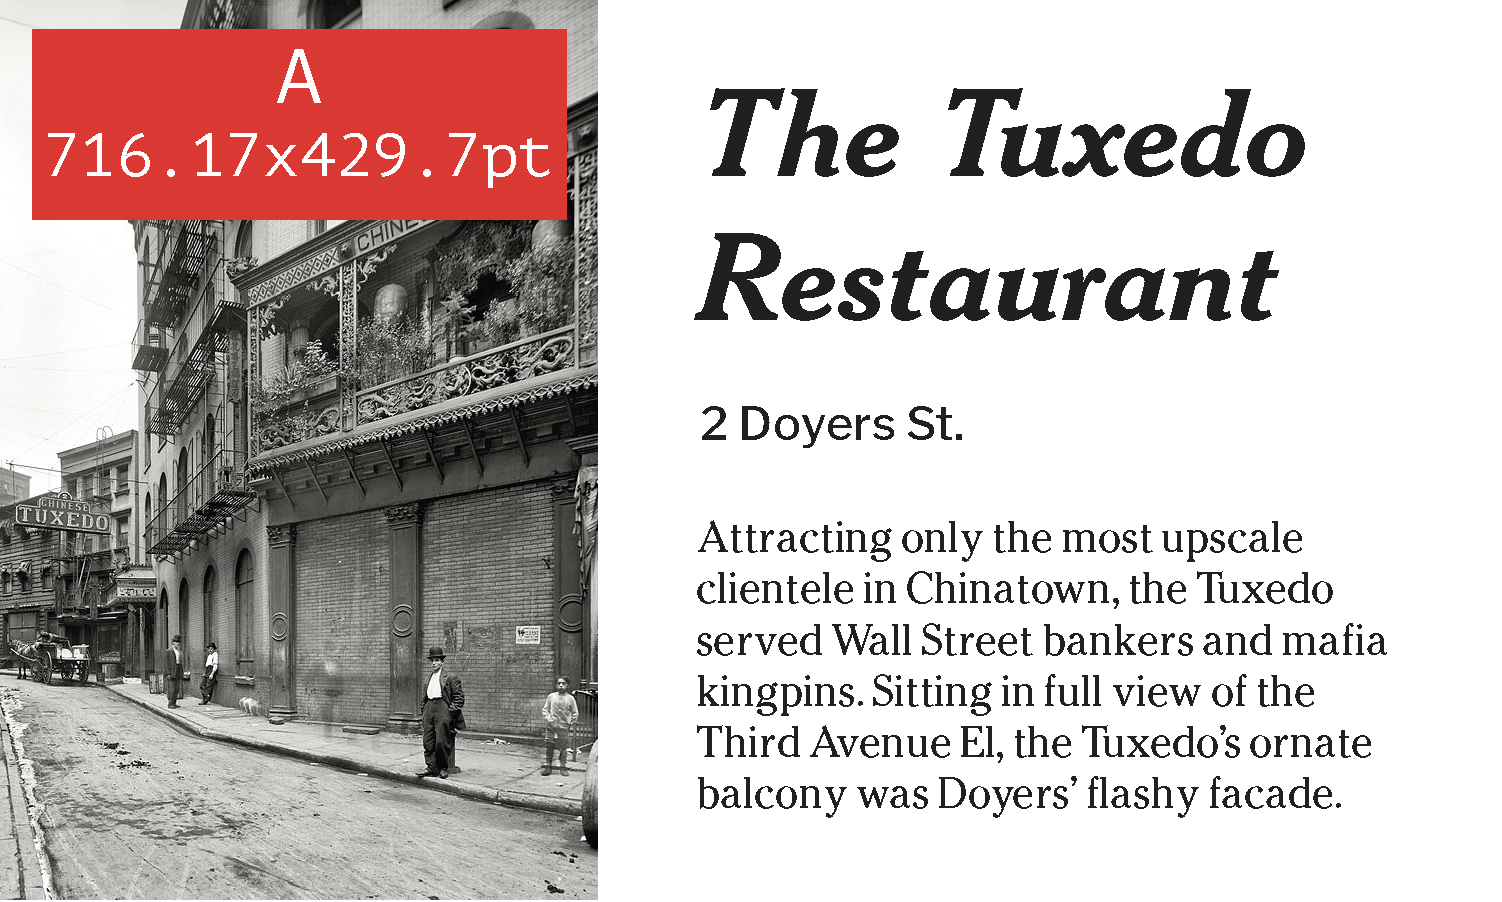 A
716.17x429.7pt
CHINE
CHINESE
TUXEDO
The Tuxedo
Restaurant
2 Doyers St.
Attracting only the most upscale
clientele in Chinatown, the Tuxedo
served Wall Street bankers and mafia
kingpins. Sitting in full view of the
Third Avenue El, the Tuxedo’s ornate
balcony was Doyers’ flashy facade.